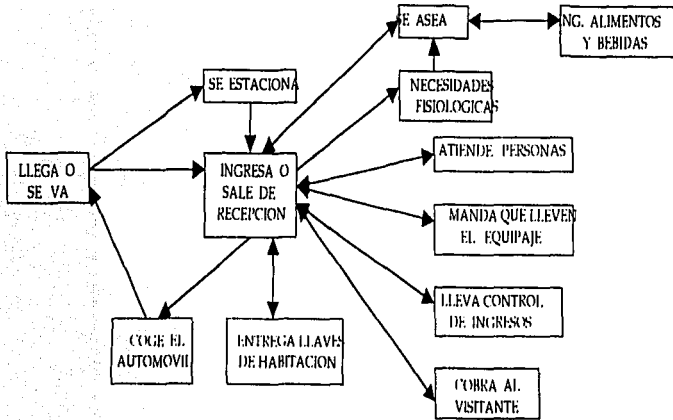 SE ASEA
ING. ALIMENTOS
Y BEBIDAS
SE ESTACIONA
NECESIDADES
FISIOLOGICAS
LLEGA O
SE VA
INGRESA O
SALE DE
RECEPCION
ATIENDE PERSONAS
MANDA QUE LLEVEN
EL EQUIPAJE
LLEVA CONTROL
DE INGRESOS
COGE EL
AUTOMOVIL
ENTREGA LLAVES
DE HABITACION
COBRA AL
VISITANTE